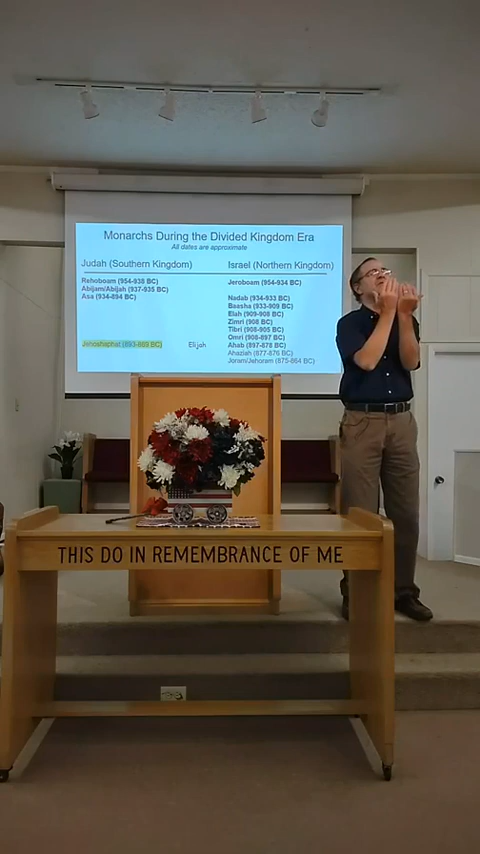 Monarchs During the Divided Kingdom Era
All dates are approximate
Judah (Southern Kingdom)
Israel (Northern Kingdom)
Rehoboam (954-938 BC)
Abijam/Abijah (937-935 BC)
Asa (934-894 BC)
Jehoshaphat (893-869 BC)
Elijah
Jeroboam (954-934 BC)
Nadab (934-933 BC)
Baasha (933-909 BC)
Elah (909-908 BC)
Zimri (908 BC)
Tibri (908-905 BC)
Omri (908-897 BC)
Ahab (897-878 BC)
Ahaziah (877-876 BC)
Joram/Jehoram (875-864 BC)
THIS DO IN REMEMBRANCE OF ME